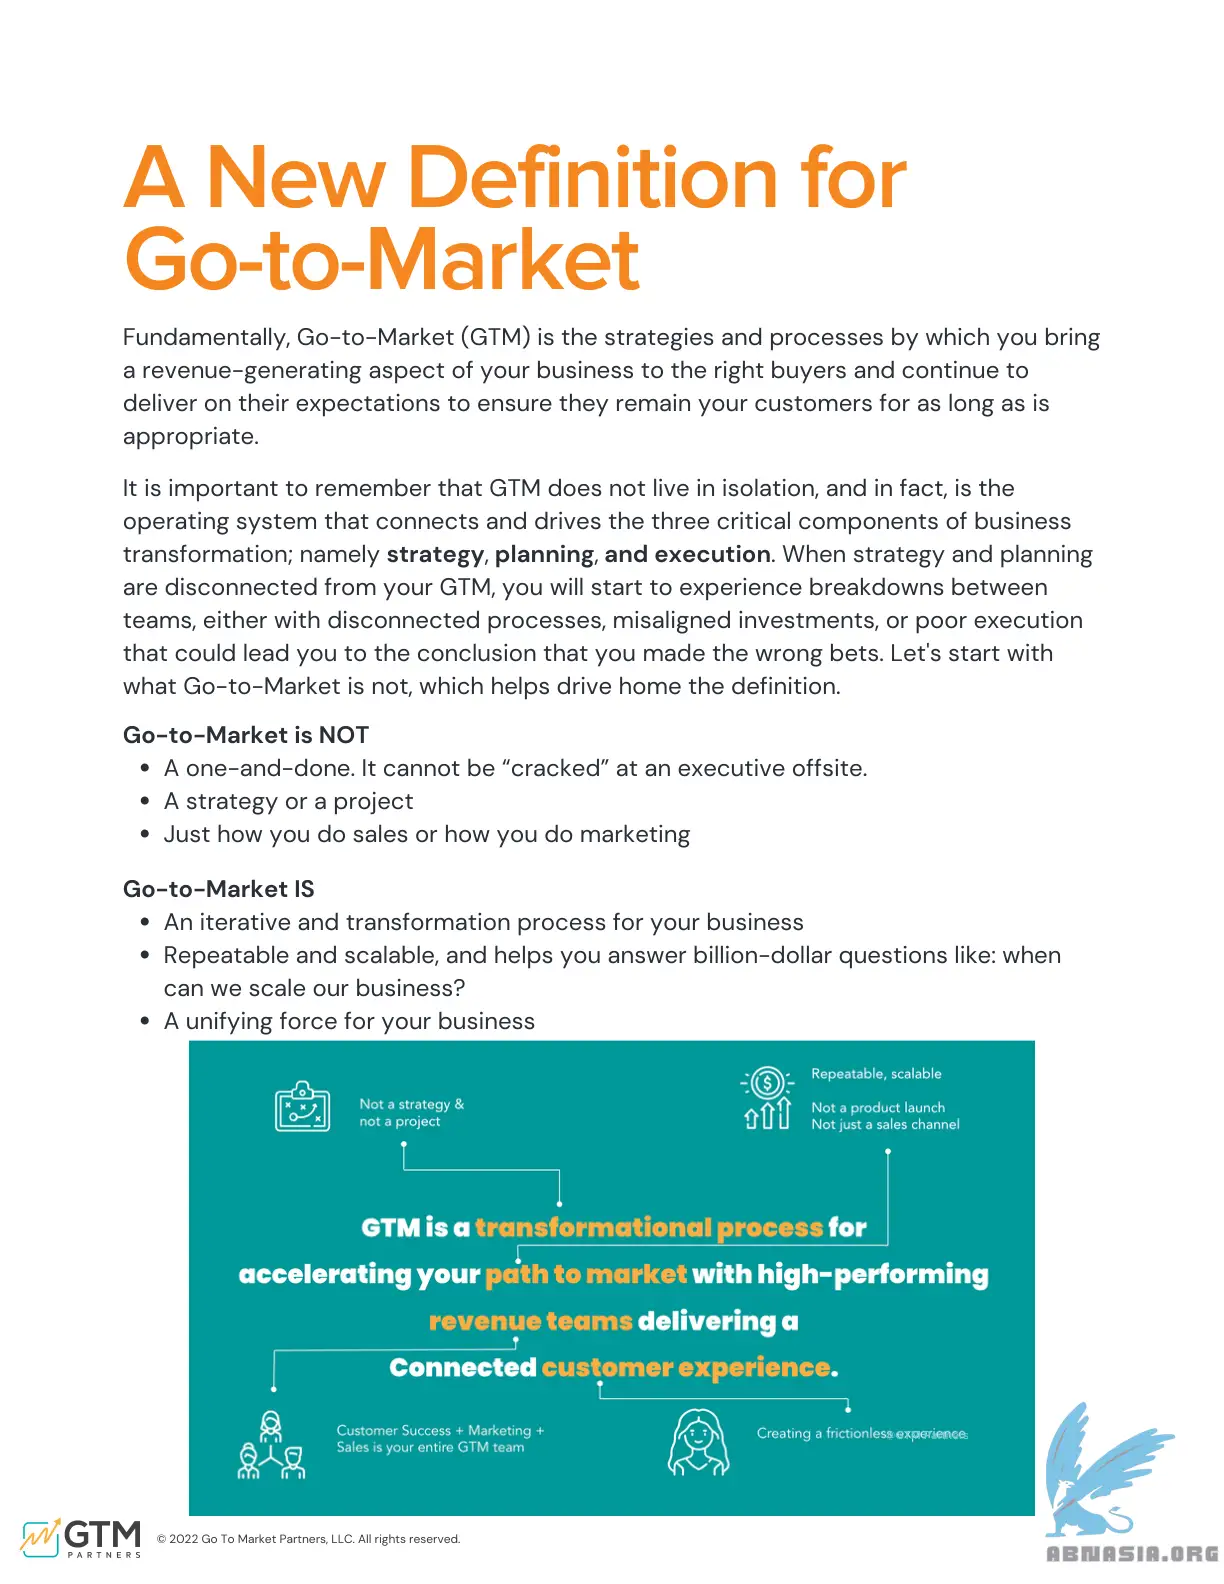 A New Definition for
Go-to-Market
Fundamentally, Go-to-Market (GTM) is the strategies and processes by which you bring
a revenue-generating aspect of your business to the right buyers and continue to
deliver on their expectations to ensure they remain your customers for as long as is
appropriate.
It is important to remember that GTM does not live in isolation, and in fact, is the
operating system that connects and drives the three critical components of business
transformation; namely strategy, planning, and execution. When strategy and planning
are disconnected from your GTM, you will start to experience breakdowns between
teams, either with disconnected processes, misaligned investments, or poor execution
that could lead you to the conclusion that you made the wrong bets. Let's start with
what Go-to-Market is not, which helps drive home the definition.
Go-to-Market is NOT
• A one-and-done. It cannot be “cracked” at an executive offsite.
• A strategy or a project
• Just how you do sales or how you do marketing
Go-to-Market IS
• An iterative and transformation process for your business
• Repeatable and scalable, and helps you answer billion-dollar questions like: when
can we scale our business?
• A unifying force for your business
Not a strategy &
not a project
Repeatable, scalable
Not a product launch
Not just a sales channel
GTM is a transformational process for
accelerating your path to market with high-performing
revenue teams delivering a
Connected customer experience.
Customer Success + Marketing +
Sales is your entire GTM team
Creating a frictionless experience
GTM
PARTNERS
© 2022 Go To Market Partners, LLC. All rights reserved.
ABNASIA.ORG